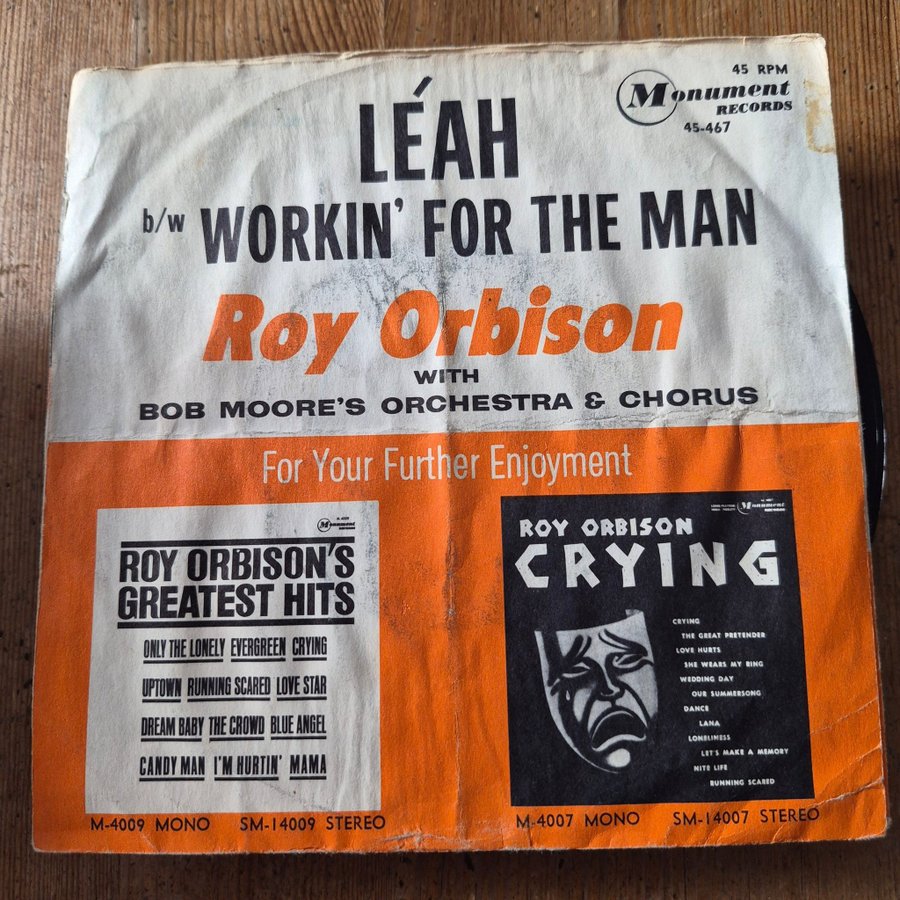 45 RPM
Monument
RECORDS
45-467
LÉAH
b/w WORKIN' FOR THE MAN
Roy Orbison
WITH
BOB MOORE'S ORCHESTRA & CHORUS
For Your Further Enjoyment
Monument
ROY ORBISON'S
GREATEST HITS
ONLY THE LONELY EVERGREEN CRYING
UPTOWN RUNNING SCARED LOVE STAR
DREAM BABY THE CROWD BLUE ANGEL
CANDY MAN I'M HURTIN' MAMA
M-4009 MONO SM-14009 STEREO
ROY ORBISON
CRYING
CRYING
THE GREAT PRETENDER
LOVE HURTS
SHE WEARS MY RING
WEDDING DAY
OUR SUMMERSONG
DANCE
LANA
LONELINESS
LET'S MAKE A MEMORY
NITE LIFE
RUNNING SCARED
M-4007 MONO SM-14007 STEREO